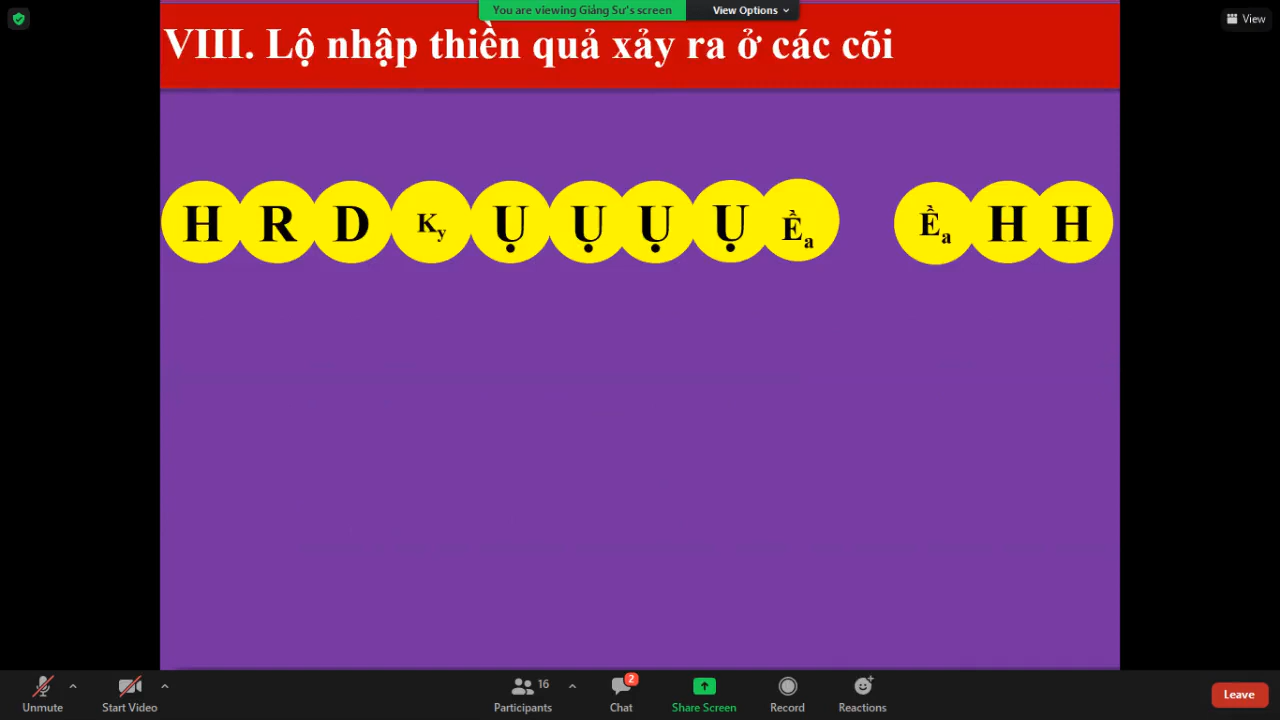 You are viewing Giảng Sư's screen View Options
View
VIII. Lộ nhập thiền quả xảy ra ở các cõi
H R D Ky Ụ Ụ Ụ Ụ Ềa Ềa H H
Unmute Start Video 16 Participants 2 Chat Share Screen Record Reactions Leave